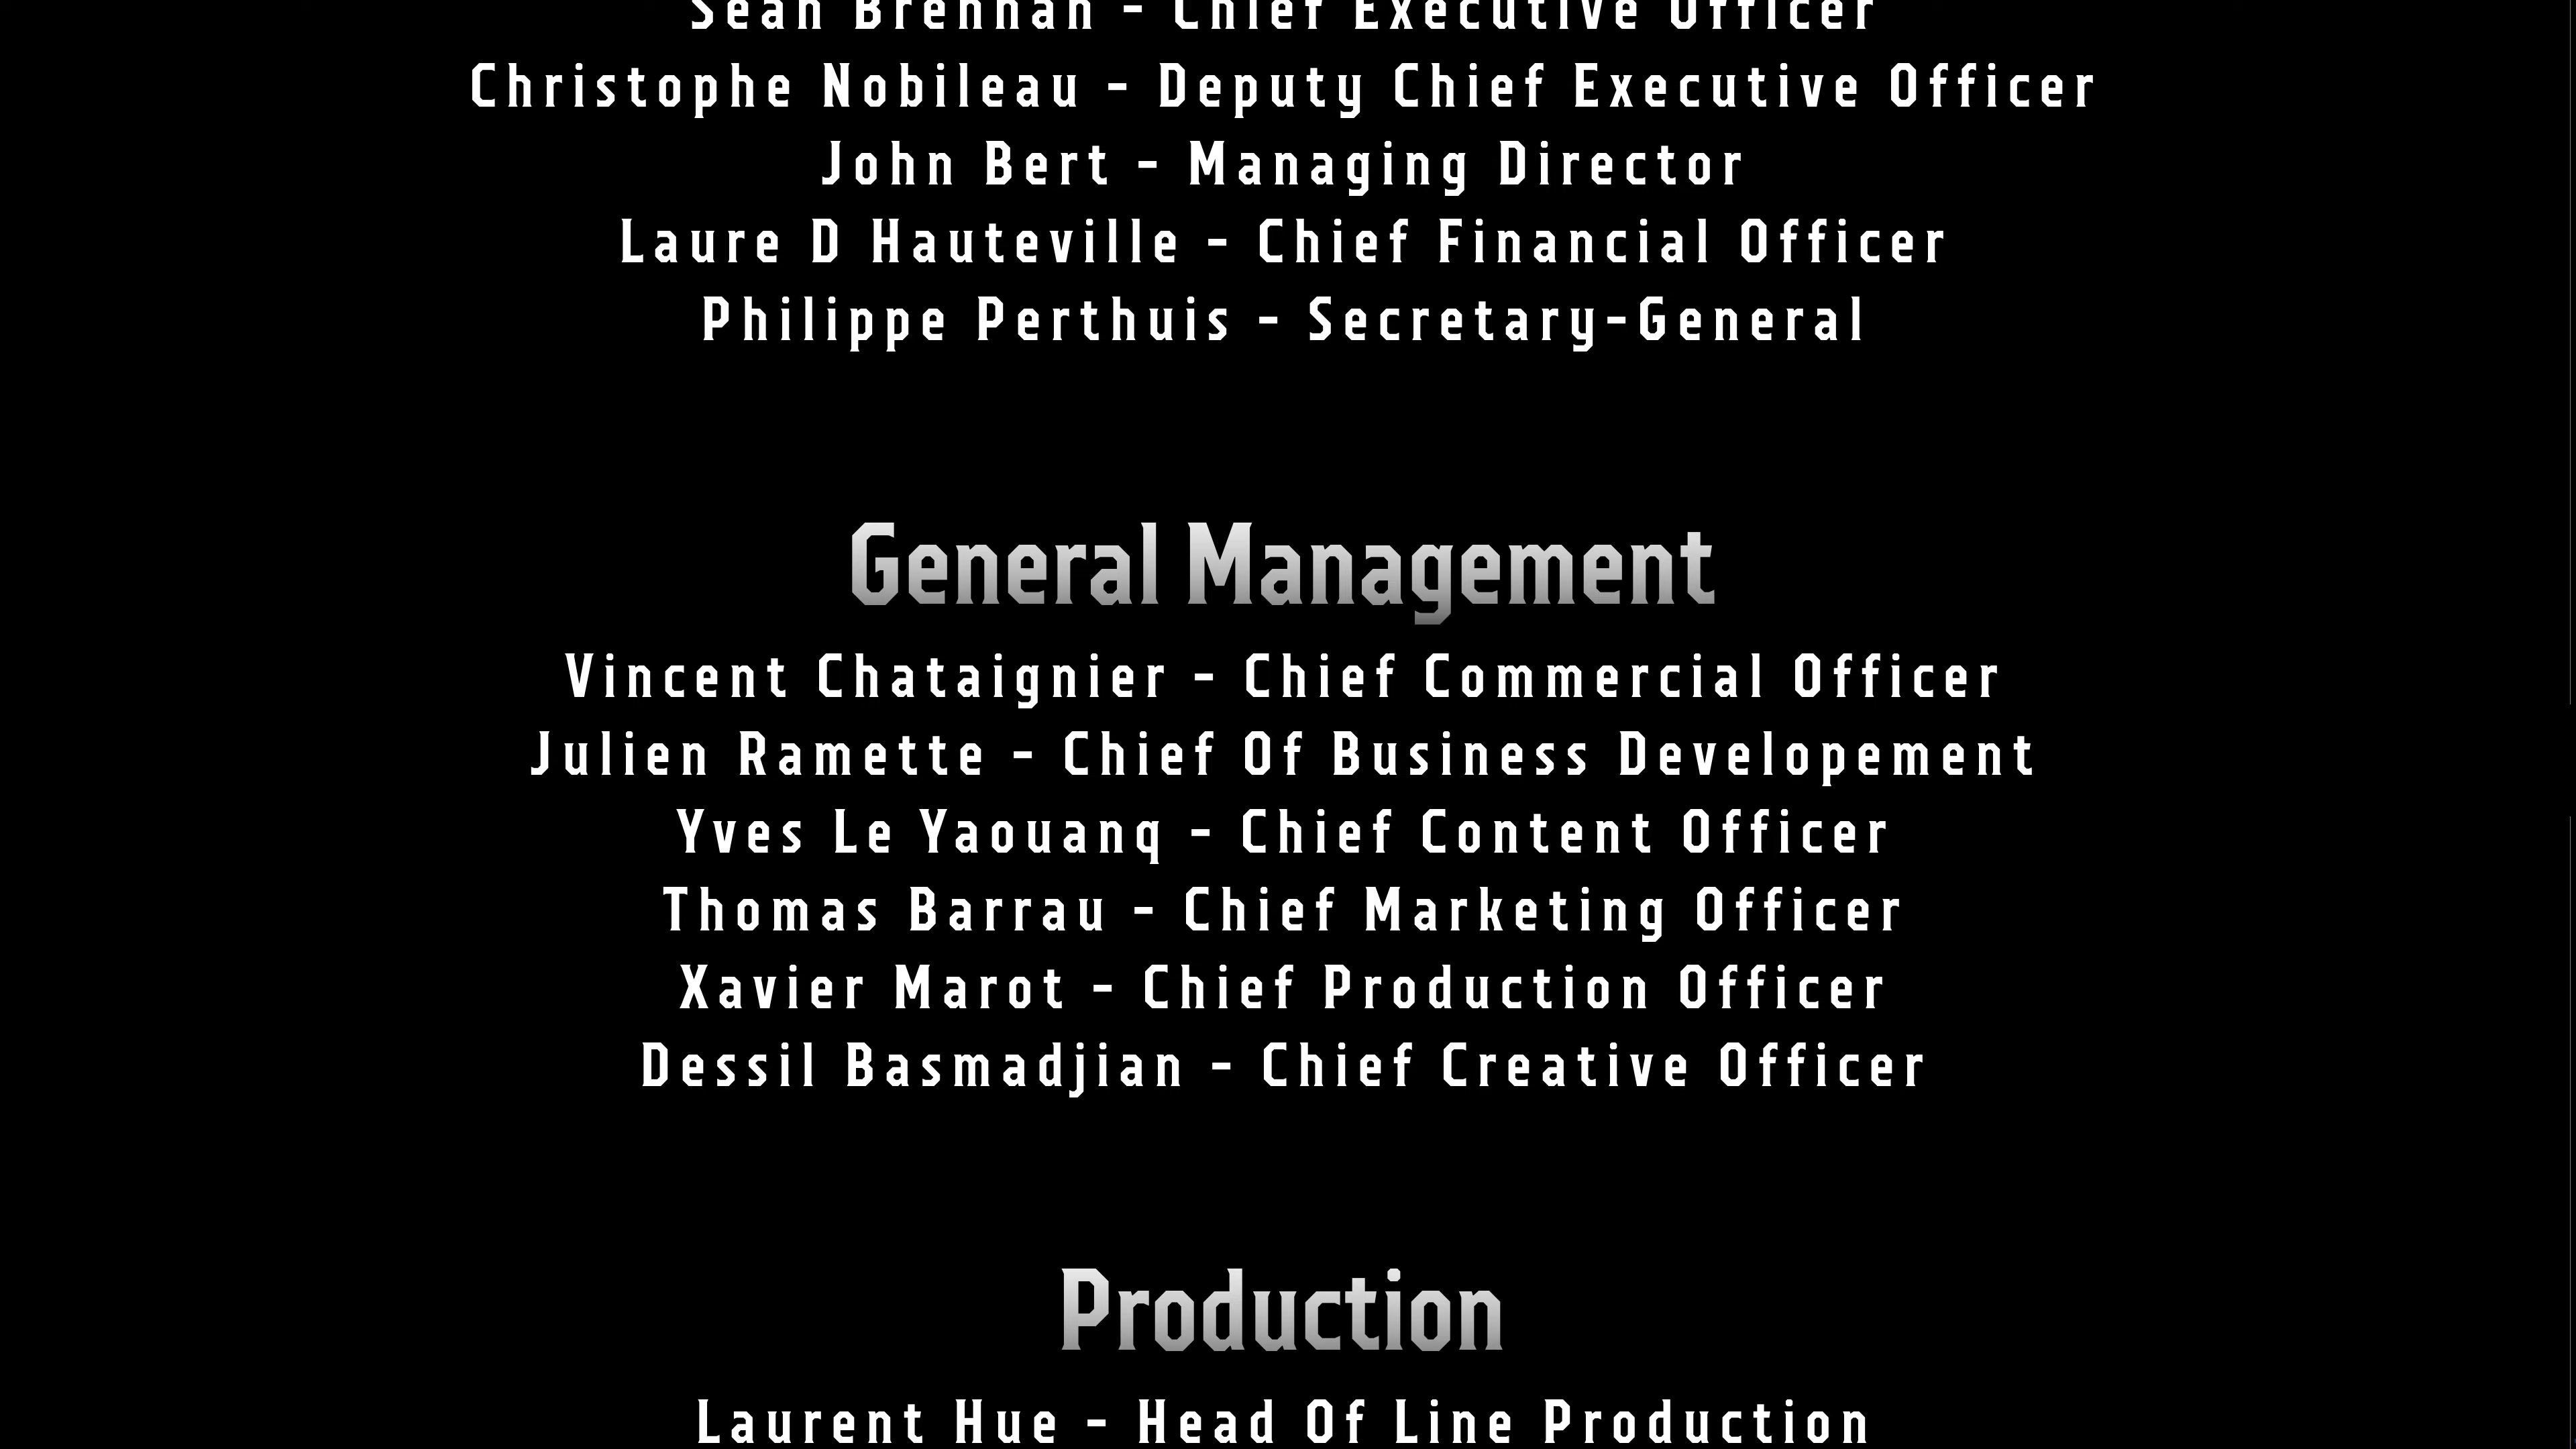 Sean Brennan - Chief Executive Officer
Christophe Nobileau - Deputy Chief Executive Officer
John Bert - Managing Director
Laure D Hauteville - Chief Financial Officer
Philippe Perthuis - Secretary-General
General Management
Vincent Chataignier - Chief Commercial Officer
Julien Ramette - Chief Of Business Developement
Yves Le Yaouanq - Chief Content Officer
Thomas Barrau - Chief Marketing Officer
Xavier Marot - Chief Production Officer
Dessil Basmadjian - Chief Creative Officer
Production
Laurent Hue - Head Of Line Production